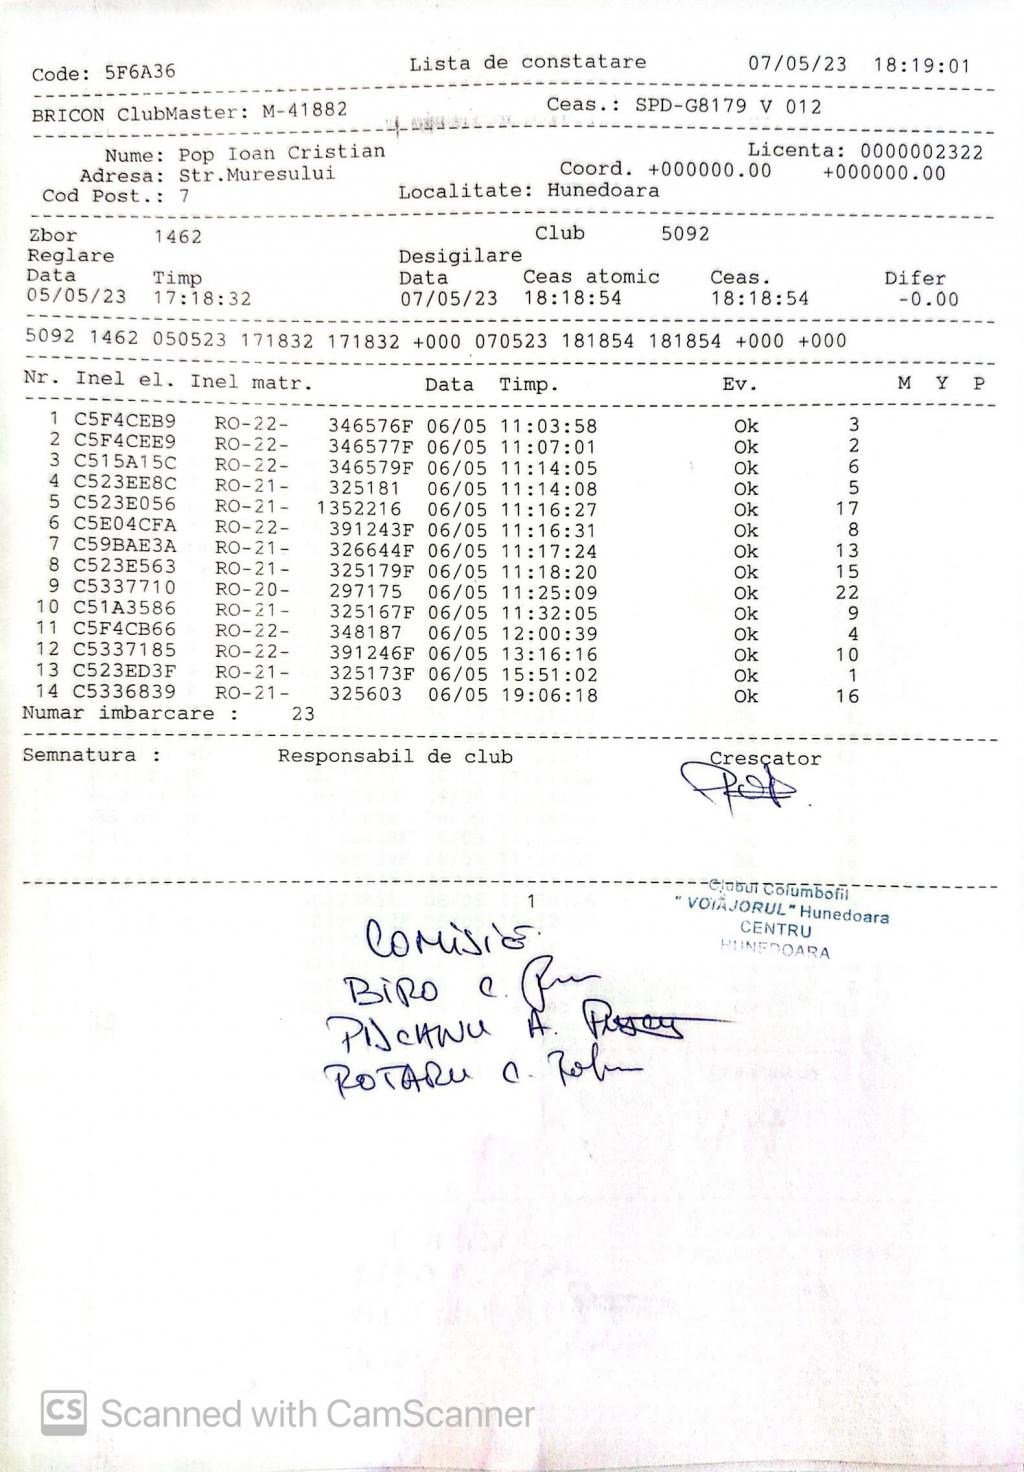 Code: 5F6A36 Lista de constatare 07/05/23 18:19:01
BRICON ClubMaster: M-41882 Ceas.: SPD-G8179 V 012
Nume: Pop Ioan Cristian Licenta: 0000002322
Adresa: Str.Muresului Coord. +000000.00 +000000.00
Cod Post.: 7 Localitate: Hunedoara
Zbor 1462 Club 5092
Reglare Desigilare
Data Timp Data Ceas atomic Ceas. Difer
05/05/23 17:18:32 07/05/23 18:18:54 18:18:54 -0.00
5092 1462 050523 171832 171832 +000 070523 181854 181854 +000 +000
Nr. Inel el. Inel matr. Data Timp. Ev. M Y P
1 C5F4CEB9 RO-22- 346576F 06/05 11:03:58 Ok 3
2 C5F4CEE9 RO-22- 346577F 06/05 11:07:01 Ok 2
3 C515A15C RO-22- 346579F 06/05 11:14:05 Ok 6
4 C523EE8C RO-21- 325181 06/05 11:14:08 Ok 5
5 C523E056 RO-21- 1352216 06/05 11:16:27 Ok 17
6 C5E04CFA RO-22- 391243F 06/05 11:16:31 Ok 8
7 C59BAE3A RO-21- 326644F 06/05 11:17:24 Ok 13
8 C523E563 RO-21- 325179F 06/05 11:18:20 Ok 15
9 C5337710 RO-20- 297175 06/05 11:25:09 Ok 22
10 C51A3586 RO-21- 325167F 06/05 11:32:05 Ok 9
11 C5F4CB66 RO-22- 348187 06/05 12:00:39 Ok 4
12 C5337185 RO-22- 391246F 06/05 13:16:16 Ok 10
13 C523ED3F RO-21- 325173F 06/05 15:51:02 Ok 1
14 C5336839 RO-21- 325603 06/05 19:06:18 Ok 16
Numar imbarcare : 23
Semnatura : Responsabil de club Crescator
1
Clubul Columbofil
"VOIAJORUL" Hunedoara
CENTRU
HUNEDOARA
COMISIE
BIRO C.
A.
ROTARU C.
CS Scanned with CamScanner